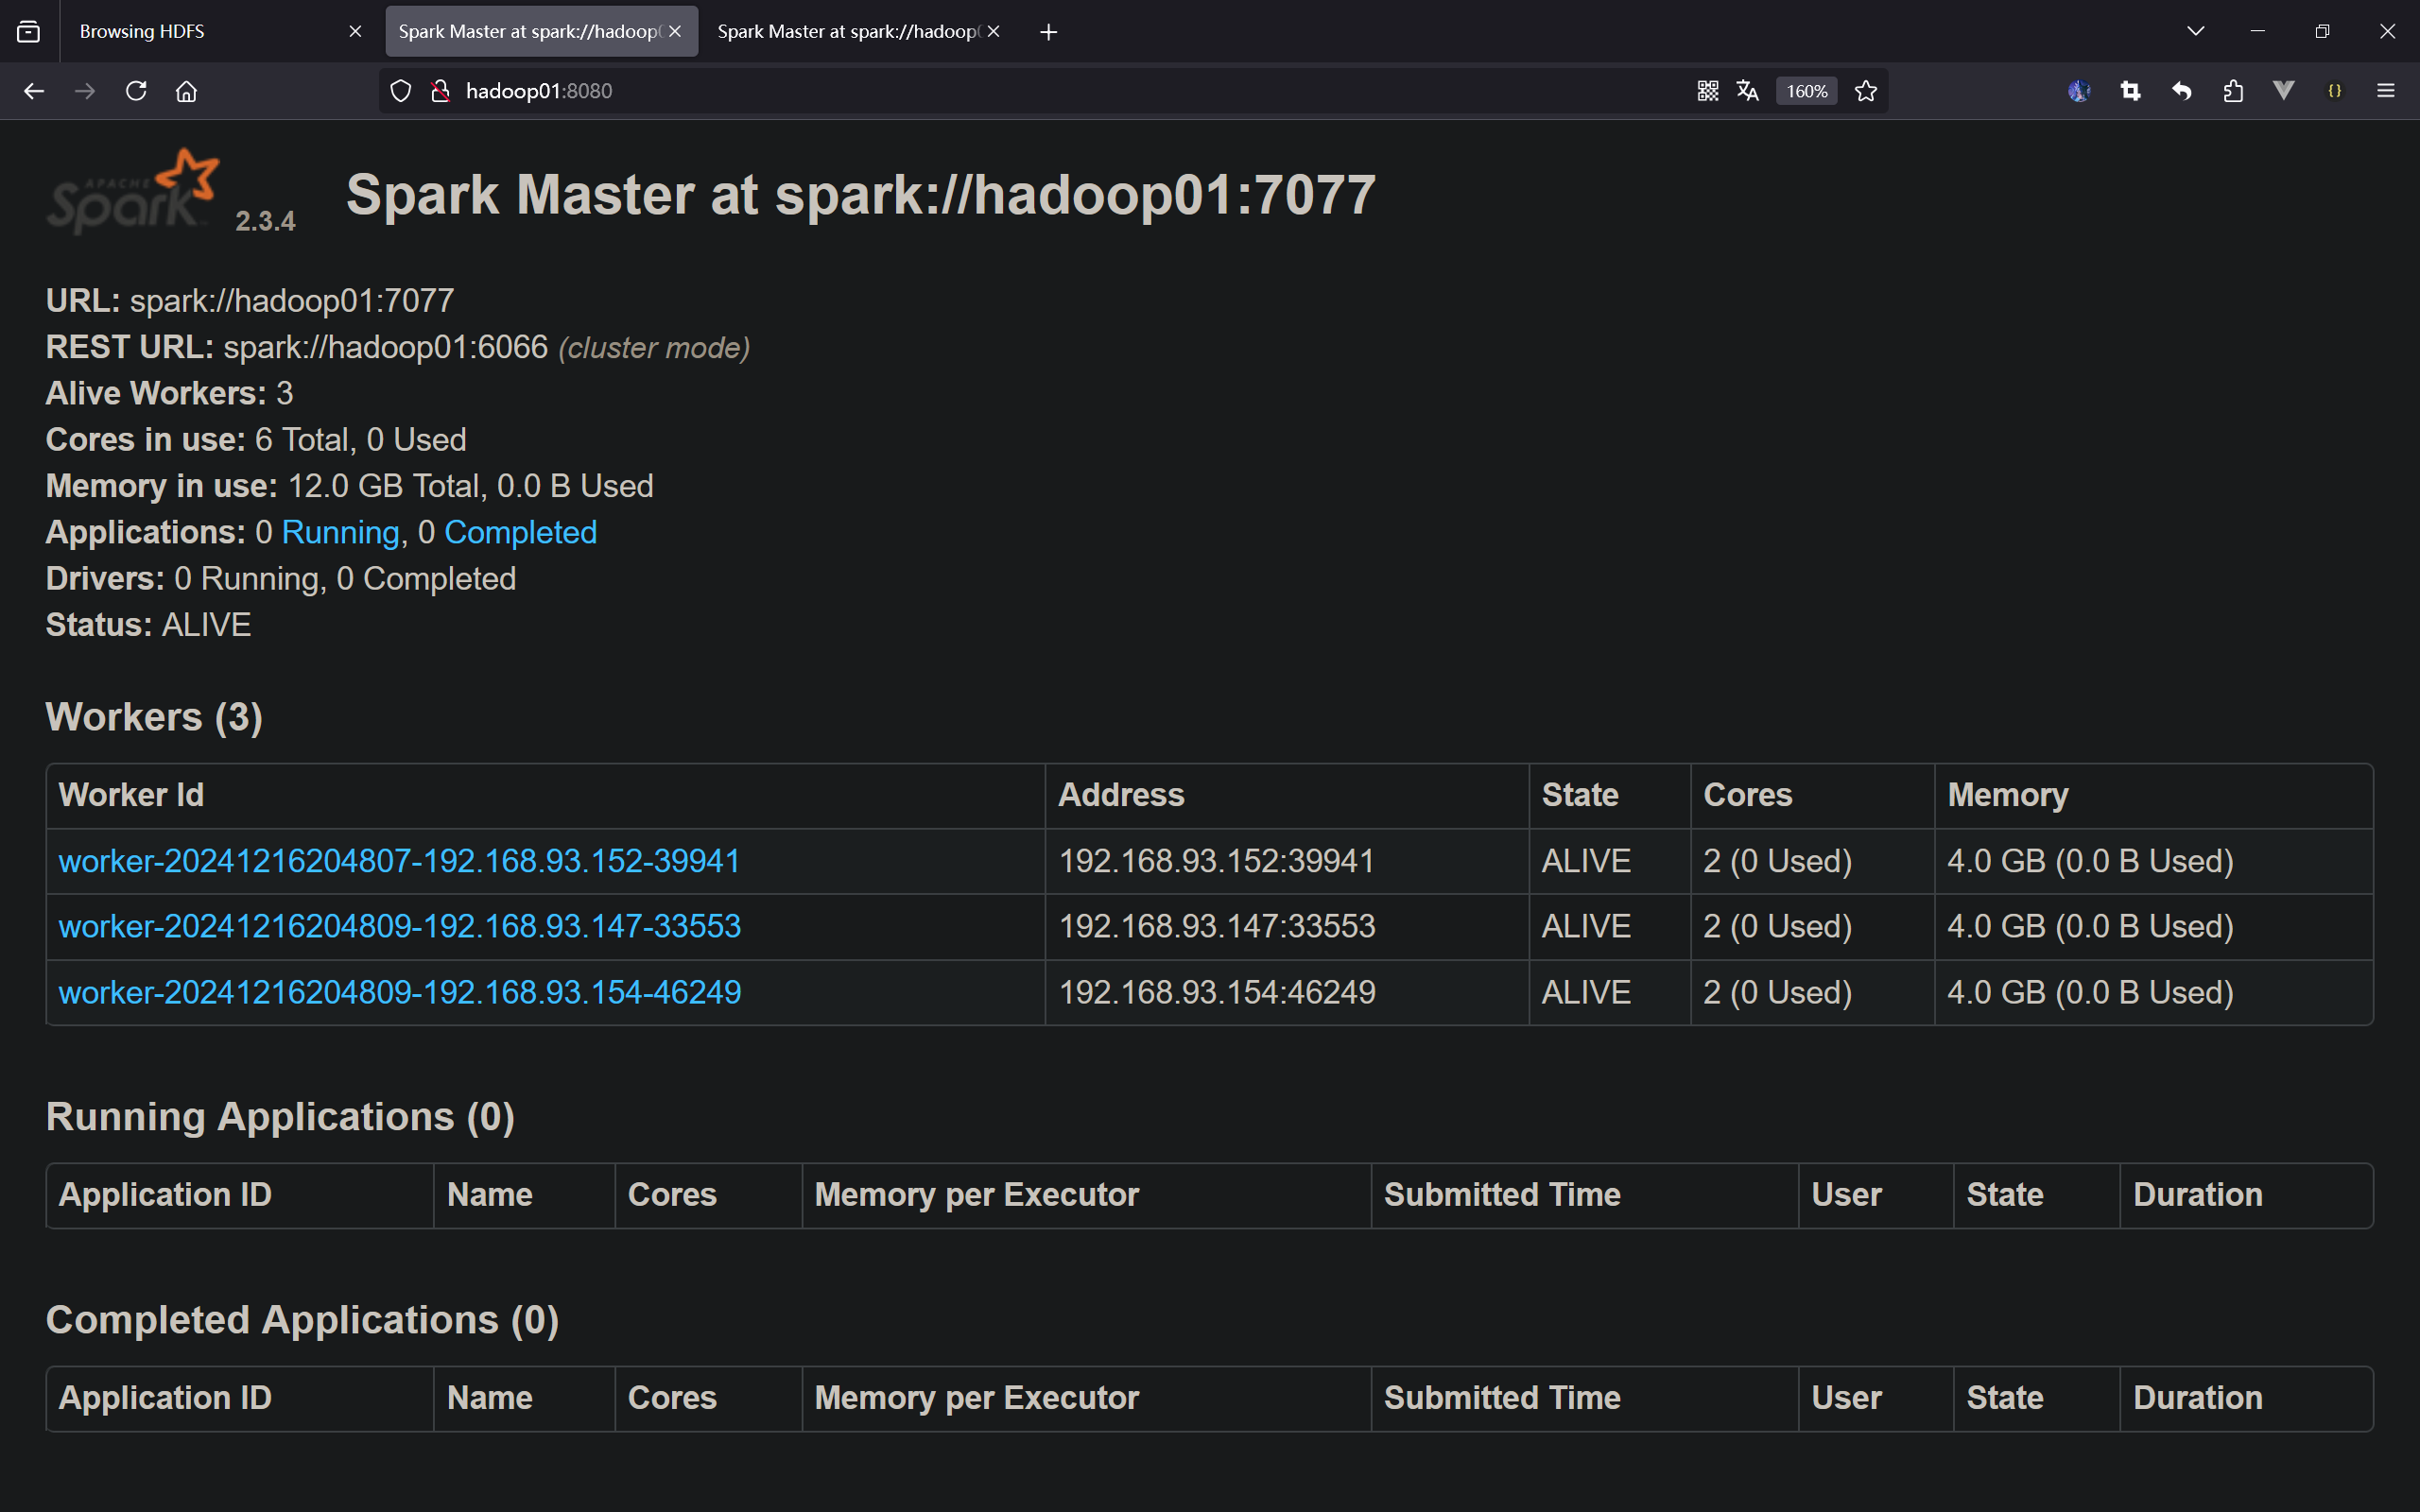 Browsing HDFS
Spark Master at spark://hadoop
Spark Master at spark://hadoop
hadoop01:8080
160%
APACHE
Spark 2.3.4
Spark Master at spark://hadoop01:7077
URL: spark://hadoop01:7077
REST URL: spark://hadoop01:6066 (cluster mode)
Alive Workers: 3
Cores in use: 6 Total, 0 Used
Memory in use: 12.0 GB Total, 0.0 B Used
Applications: 0 Running, 0 Completed
Drivers: 0 Running, 0 Completed
Status: ALIVE
Workers (3)
Worker Id Address State Cores Memory
worker-20241216204807-192.168.93.152-39941 192.168.93.152:39941 ALIVE 2 (0 Used) 4.0 GB (0.0 B Used)
worker-20241216204809-192.168.93.147-33553 192.168.93.147:33553 ALIVE 2 (0 Used) 4.0 GB (0.0 B Used)
worker-20241216204809-192.168.93.154-46249 192.168.93.154:46249 ALIVE 2 (0 Used) 4.0 GB (0.0 B Used)
Running Applications (0)
Application ID Name Cores Memory per Executor Submitted Time User State Duration
Completed Applications (0)
Application ID Name Cores Memory per Executor Submitted Time User State Duration